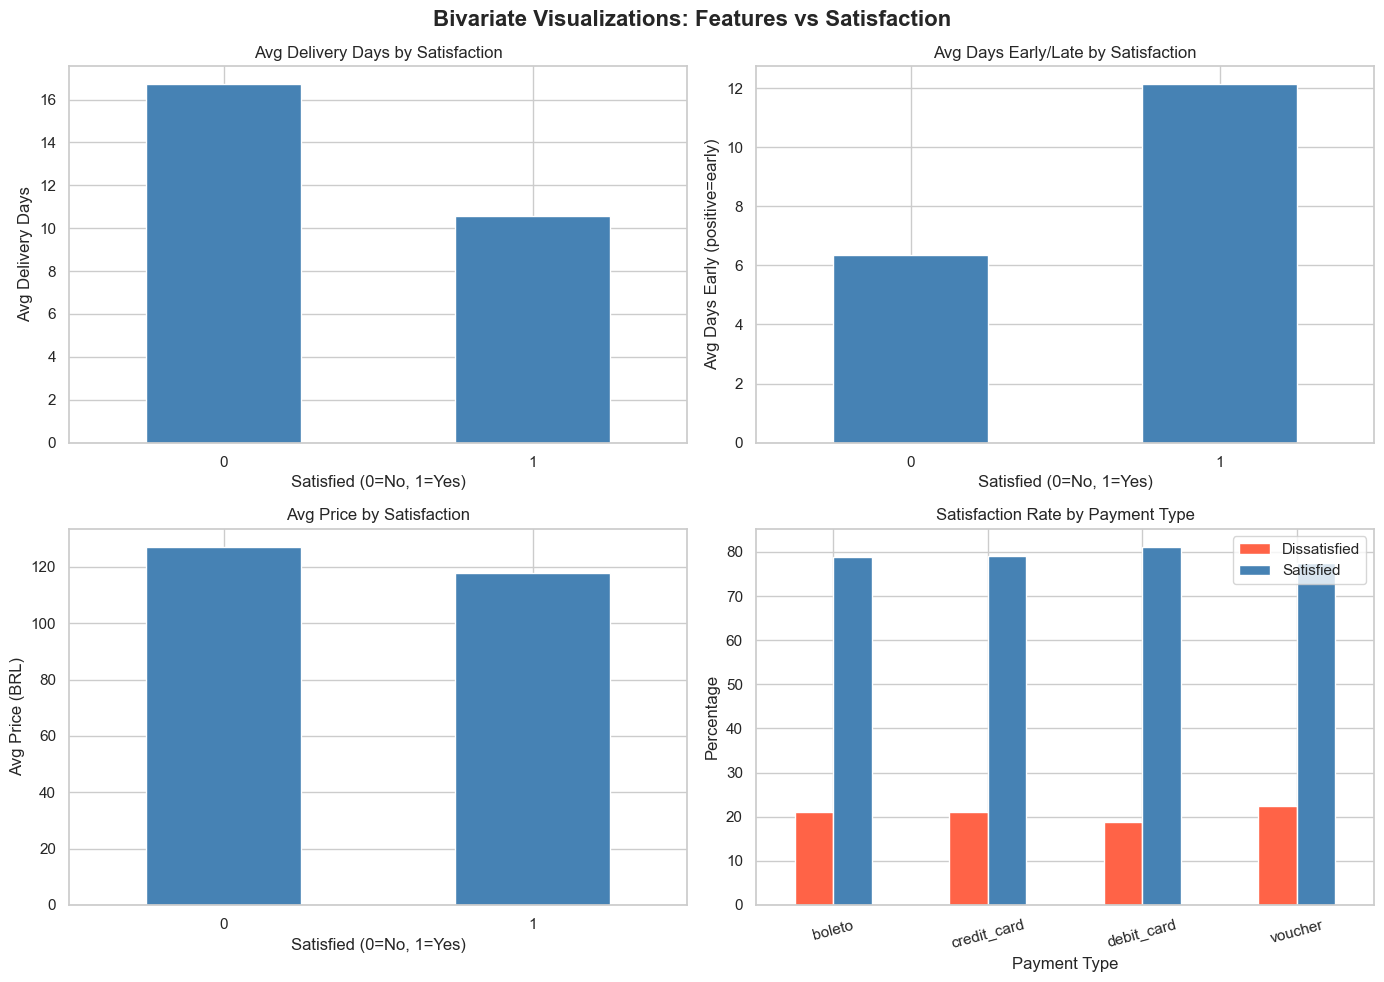 Bivariate Visualizations: Features vs Satisfaction
Avg Delivery Days by Satisfaction
Avg Delivery Days
16
14
12
10
8
6
4
2
0
0
1
Satisfied (0=No, 1=Yes)
Avg Days Early/Late by Satisfaction
Avg Days Early (positive=early)
12
10
8
6
4
2
0
0
1
Satisfied (0=No, 1=Yes)
Avg Price by Satisfaction
Avg Price (BRL)
120
100
80
60
40
20
0
0
1
Satisfied (0=No, 1=Yes)
Satisfaction Rate by Payment Type
Dissatisfied
Satisfied
Percentage
80
70
60
50
40
30
20
10
0
boleto
credit_card
debit_card
voucher
Payment Type